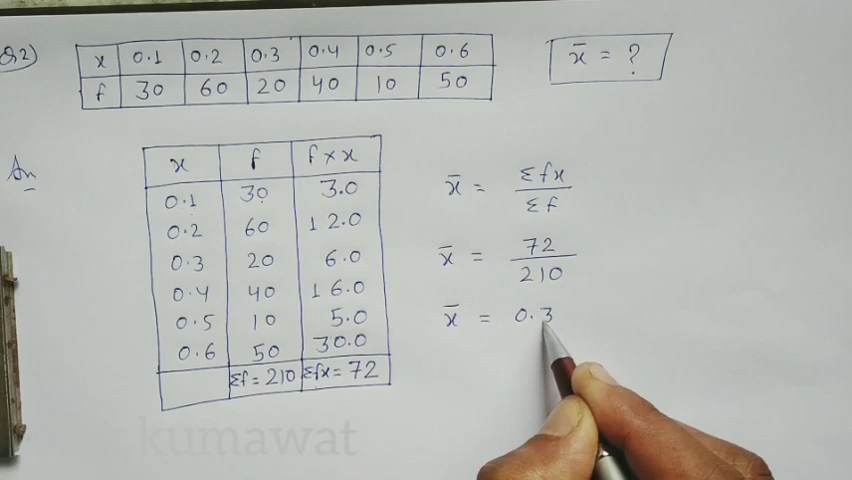 Q2)
x 0.1 0.2 0.3 0.4 0.5 0.6
f 30 60 20 40 10 50
x̄ = ?
An
x f f×x
0.1 30 3.0
0.2 60 12.0
0.3 20 6.0
0.4 40 16.0
0.5 10 5.0
0.6 50 30.0
Σf = 210 Σfx = 72
x̄ = Σfx / Σf
x̄ = 72 / 210
x̄ = 0.3
kumawat